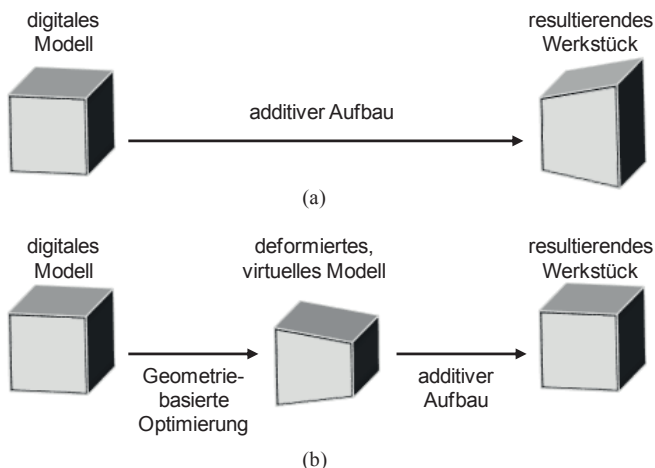 digitales
Modell
resultierendes
Werkstück
additiver Aufbau
(a)
digitales
Modell
deformiertes,
virtuelles Modell
resultierendes
Werkstück
Geometrie-
basierte
Optimierung
additiver
Aufbau
(b)